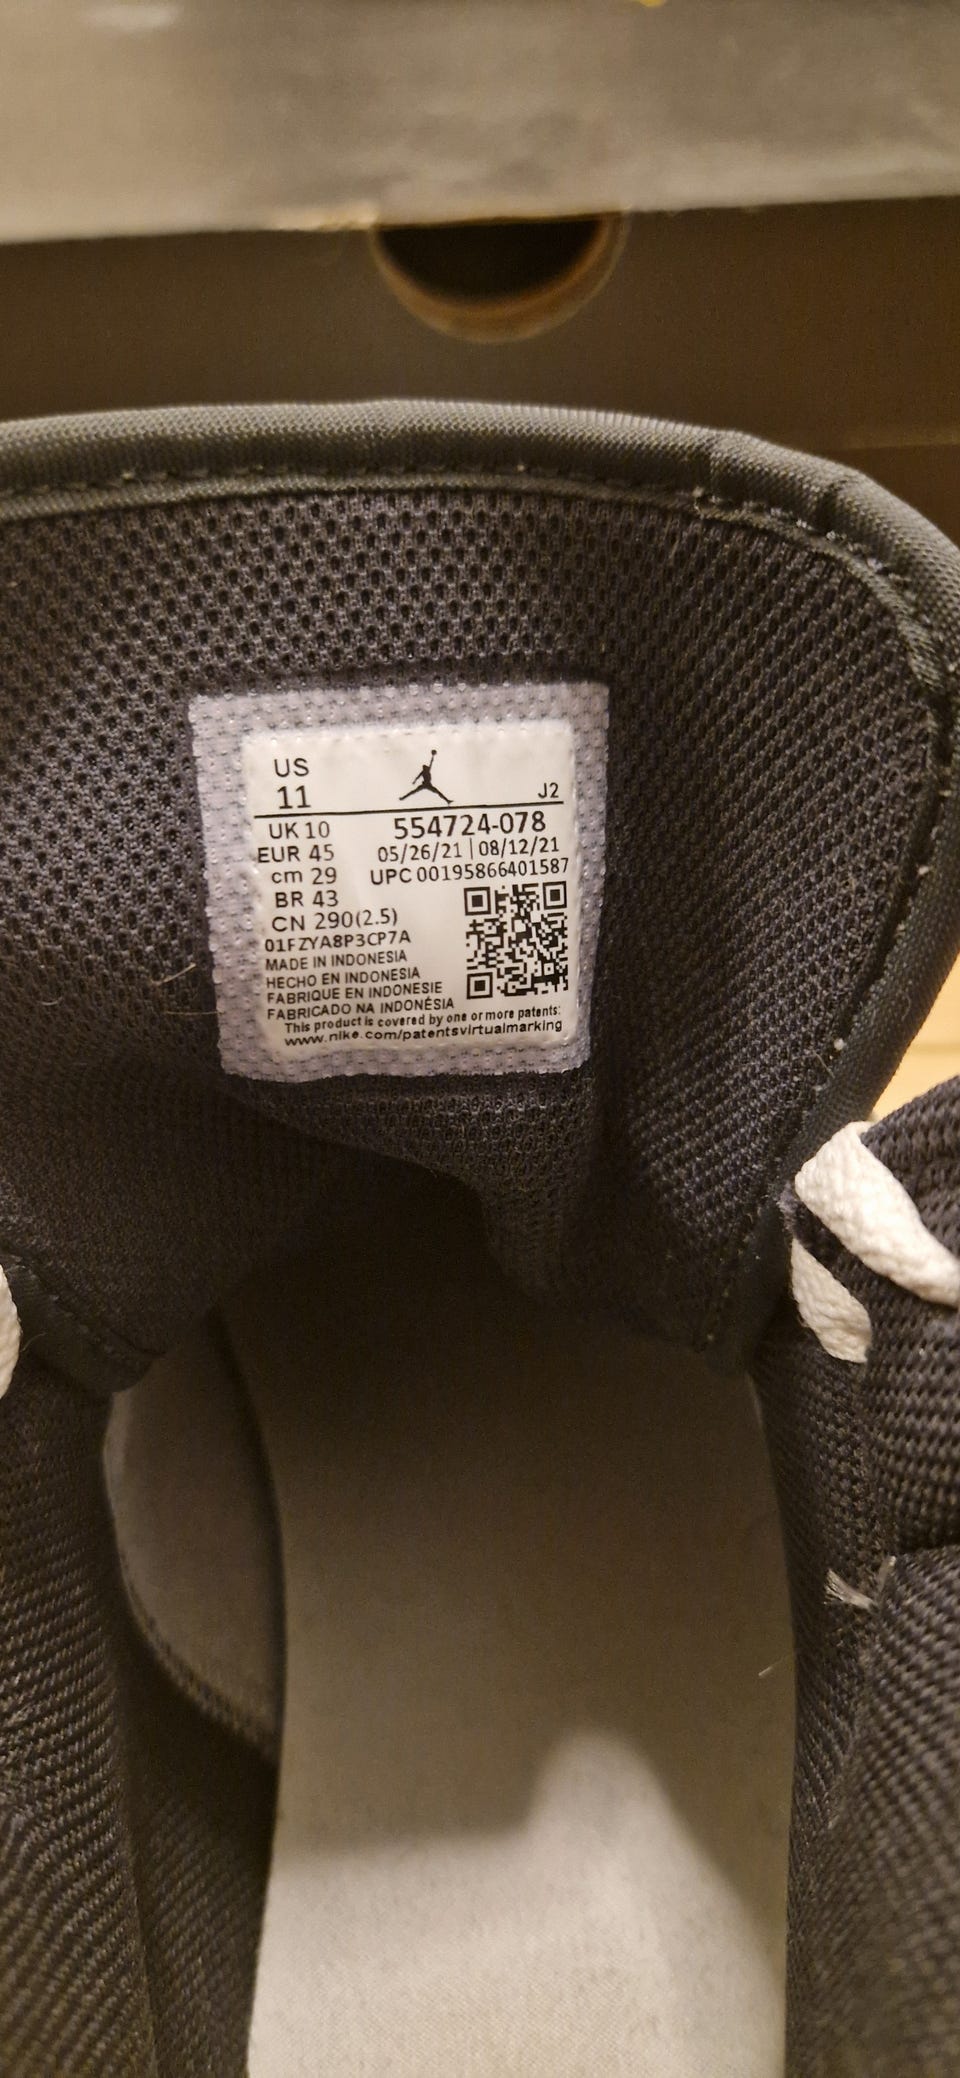 US
11
J2
UK 10
554724-078
EUR 45
05/26/21 | 08/12/21
cm 29
UPC 00195866401587
BR 43
CN 290(2.5)
01FZYA8P3CP7A
MADE IN INDONESIA
HECHO EN INDONESIA
FABRIQUE EN INDONESIE
FABRICADO NA INDONÉSIA
This product is covered by one or more patents:
www.nike.com/patentsvirtualmarking